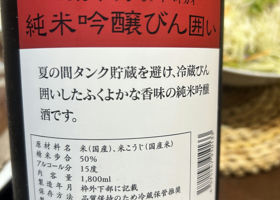 純米吟醸びん囲い
夏の間タンク貯蔵を避け、冷蔵びん
囲いしたふくよかな香味の純米吟醸
酒です。
原材料名 米(国産)、米こうじ(国産米)
精米歩合 50%
アルコール分 15度
内容量 1,800ml
製造年月 枠外下部に記載
保存方法 品質保持のため冷蔵保管推奨